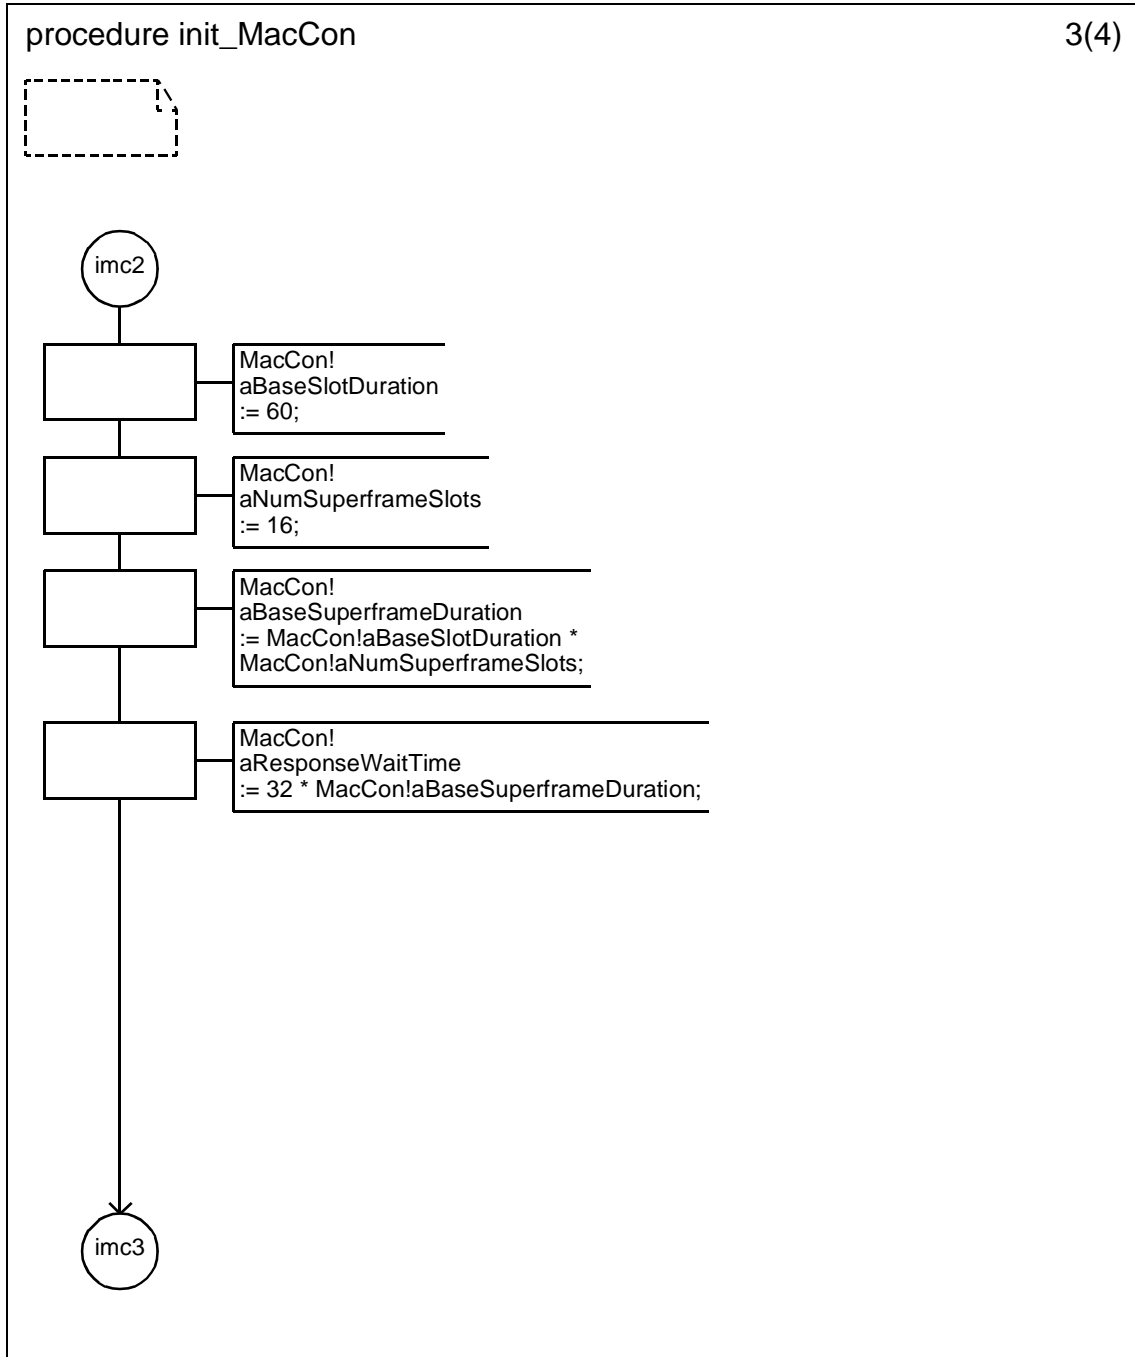 procedure init_MacCon
3(4)
imc2
MacCon!
aBaseSlotDuration
:= 60;
MacCon!
aNumSuperframeSlots
:= 16;
MacCon!
aBaseSuperframeDuration
:= MacCon!aBaseSlotDuration *
MacCon!aNumSuperframeSlots;
MacCon!
aResponseWaitTime
:= 32 * MacCon!aBaseSuperframeDuration;
imc3